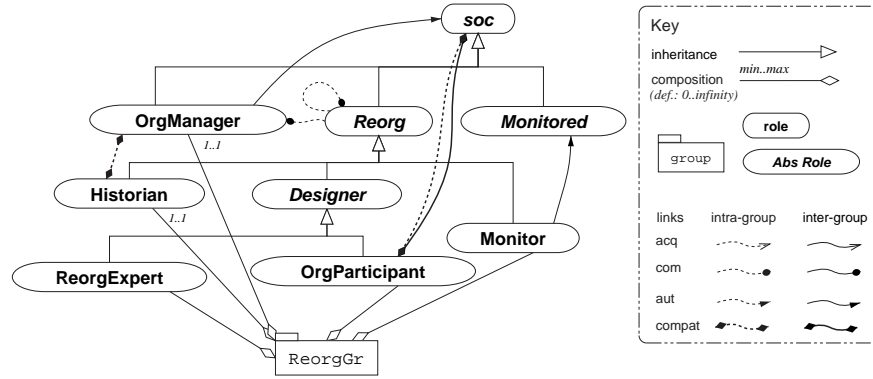 soc
OrgManager
Reorg
Monitored
1..1
Historian
Designer
1..1
Monitor
ReorgExpert
OrgParticipant
ReorgGr
Key
inheritance
composition
min..max
(def.: 0..infinity)
role
group
Abs Role
links intra-group inter-group
acq
com
aut
compat